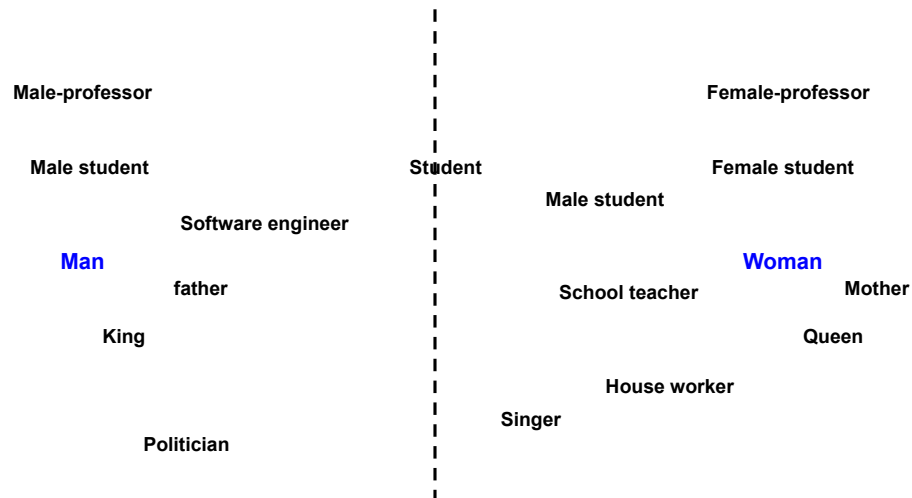 Male-professor
Female-professor
Male student
Student
Female student
Male student
Software engineer
Man
Woman
father
School teacher
Mother
King
Queen
House worker
Singer
Politician